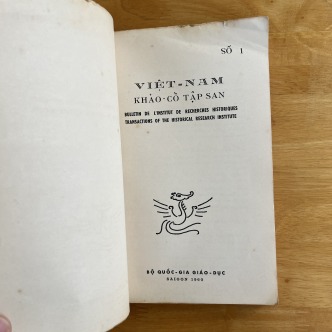 SỐ 1
VIỆT-NAM
KHẢO-CỔ TẬP SAN
BULLETIN DE L'INSTITUT DE RECHERCHES HISTORIQUES
TRANSACTIONS OF THE HISTORICAL RESEARCH INSTITUTE
BỘ QUỐC-GIA GIÁO-DỤC
SAIGON 1960